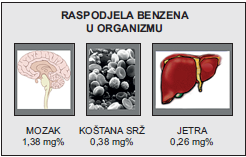 RASPODJELA BENZENA
U ORGANIZMU
MOZAK
1,38 mg%
KOŠTANA SRŽ
0,38 mg%
JETRA
0,26 mg%